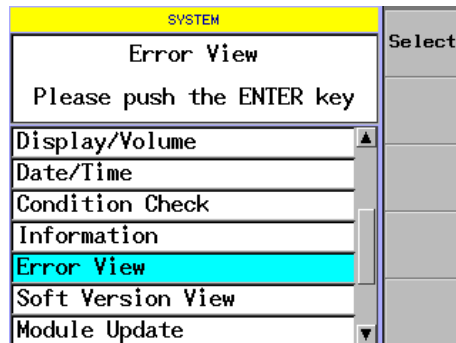 SYSTEM
Error View
Please push the ENTER key
Select
Display/Volume
Date/Time
Condition Check
Information
Error View
Soft Version View
Module Update